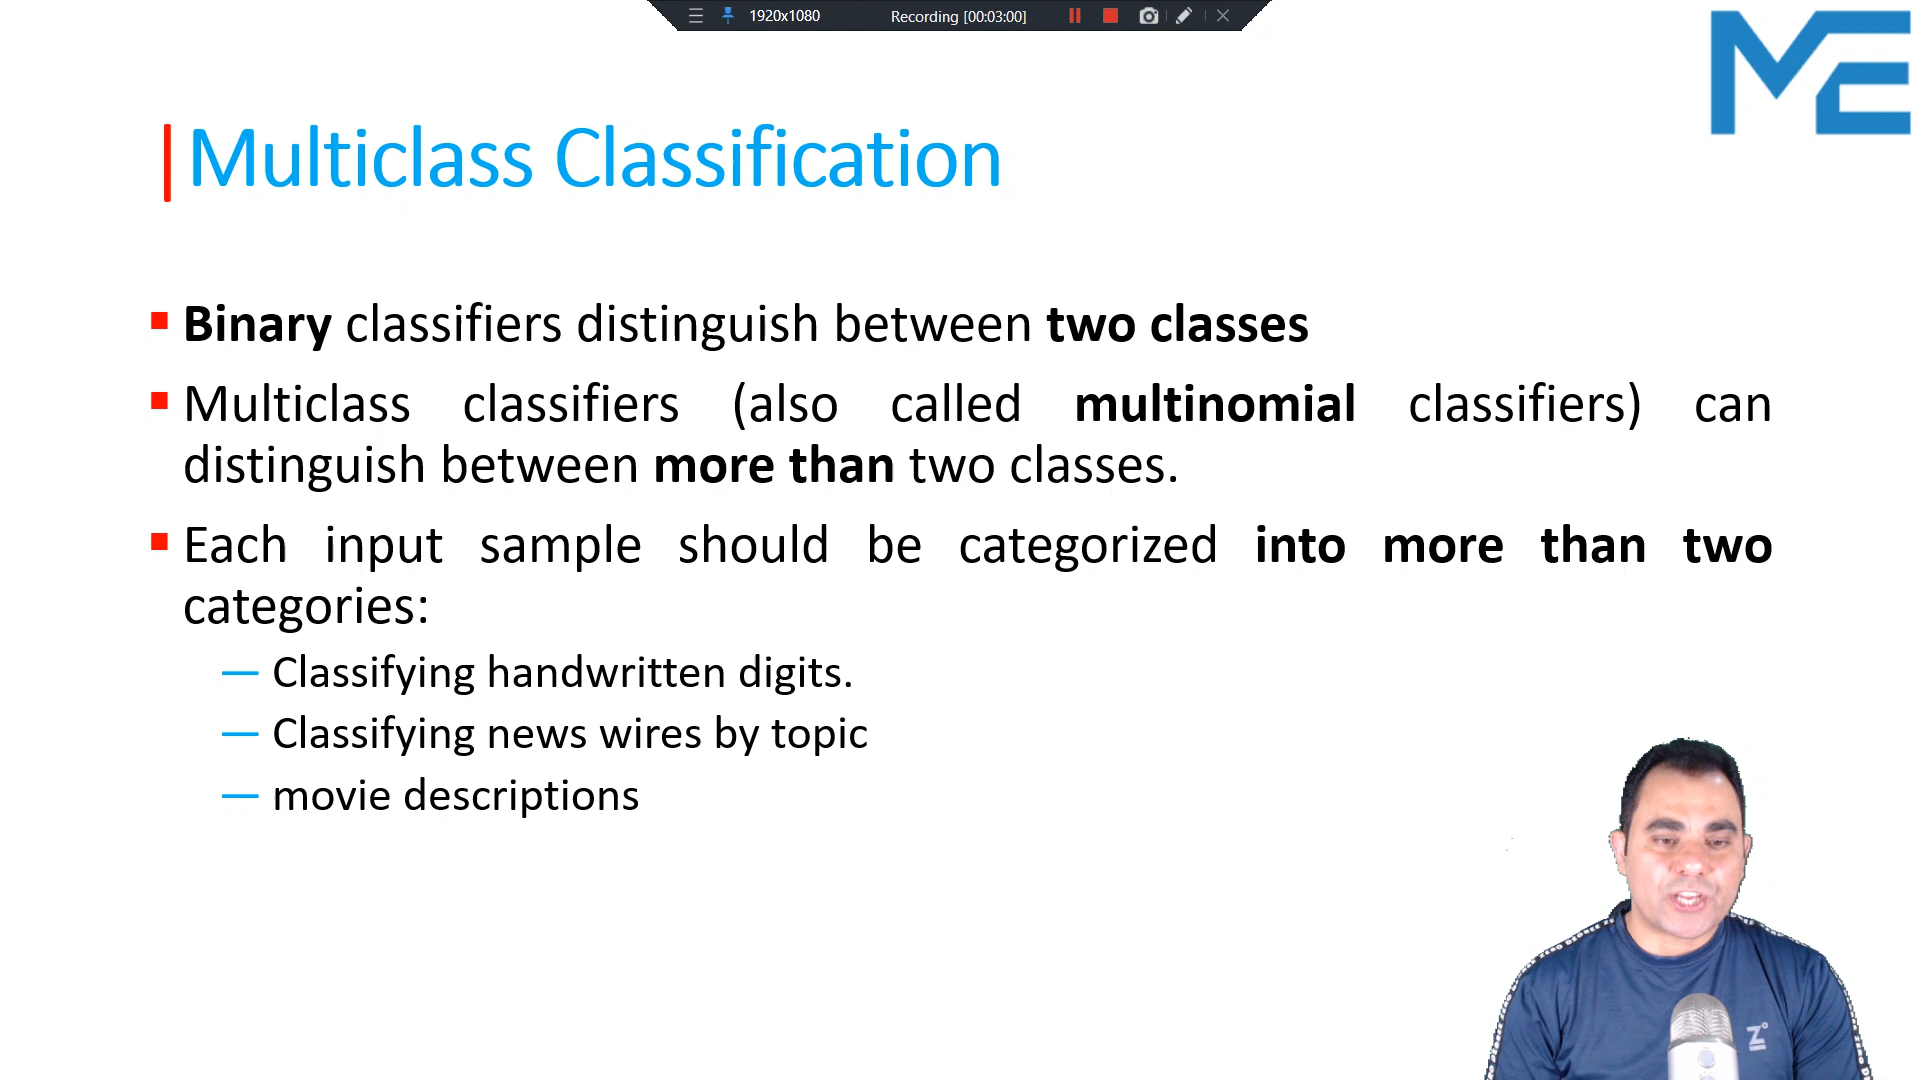 1920x1080 Recording [00:03:00]
ME
Multiclass Classification
Binary classifiers distinguish between two classes
Multiclass classifiers (also called multinomial classifiers) can
distinguish between more than two classes.
Each input sample should be categorized into more than two
categories:
— Classifying handwritten digits.
— Classifying news wires by topic
— movie descriptions